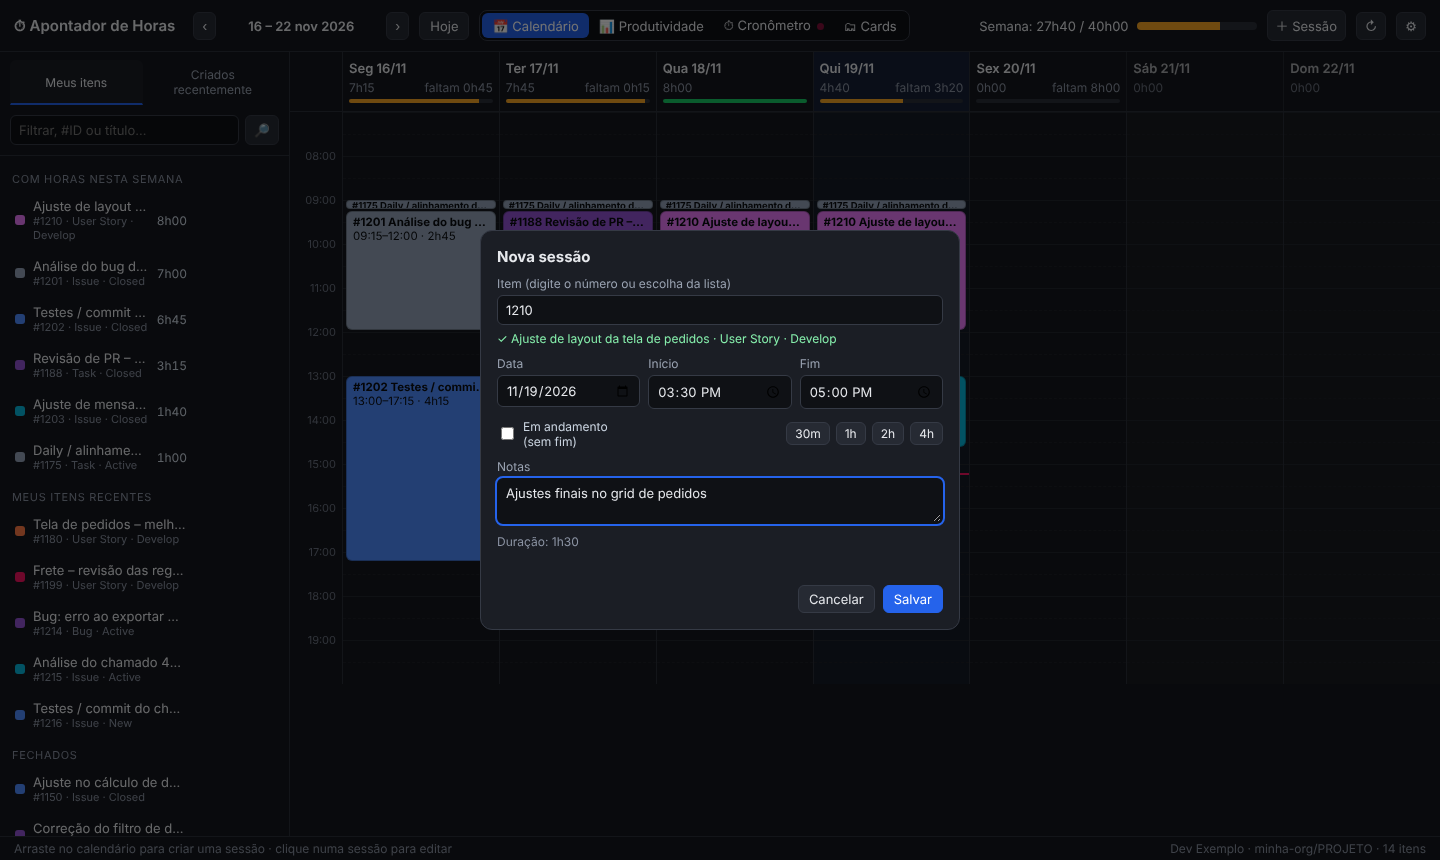 ⏱ Apontador de Horas
‹
16 – 22 nov 2026
›
Hoje
📅 Calendário
📊 Produtividade
⏱ Cronômetro
🗂 Cards
Semana: 27h40 / 40h00
+ Sessão
↻
⚙
Meus itens
Criados recentemente
Filtrar, #ID ou título...
🔎
Seg 16/11
7h15 faltam 0h45
Ter 17/11
7h45 faltam 0h15
Qua 18/11
8h00
Qui 19/11
4h40 faltam 3h20
Sex 20/11
0h00 faltam 8h00
Sáb 21/11
0h00
Dom 22/11
0h00
COM HORAS NESTA SEMANA
Ajuste de layout ...
#1210 · User Story ·
Develop
8h00
Análise do bug d...
#1201 · Issue · Closed
7h00
Testes / commit ...
#1202 · Issue · Closed
6h45
Revisão de PR – ...
#1188 · Task · Closed
3h15
Ajuste de mensa...
#1203 · Issue · Closed
1h40
Daily / alinhame...
#1175 · Task · Active
1h00
MEUS ITENS RECENTES
Tela de pedidos – melh...
#1180 · User Story · Develop
Frete – revisão das reg...
#1199 · User Story · Develop
Bug: erro ao exportar ...
#1214 · Bug · Active
Análise do chamado 4...
#1215 · Issue · Active
Testes / commit do ch...
#1216 · Issue · New
FECHADOS
Ajuste no cálculo de d...
#1150 · Issue · Closed
Correção do filtro de d...
08:00
09:00
10:00
11:00
12:00
13:00
14:00
15:00
16:00
17:00
18:00
19:00
#1175 Daily / alinhamento d...
#1175 Daily / alinhamento d...
#1175 Daily / alinhamento d...
#1175 Daily / alinhamento d...
#1201 Análise do bug ...
09:15–12:00 · 2h45
#1188 Revisão de PR –...
#1210 Ajuste de layou...
#1210 Ajuste de layou...
#1202 Testes / commi...
13:00–17:15 · 4h15
Nova sessão
Item (digite o número ou escolha da lista)
1210
✓ Ajuste de layout da tela de pedidos · User Story · Develop
Data Início Fim
11/19/2026 03:30 PM 05:00 PM
Em andamento
(sem fim)
30m 1h 2h 4h
Notas
Ajustes finais no grid de pedidos
Duração: 1h30
Cancelar Salvar
Arraste no calendário para criar uma sessão · clique numa sessão para editar
Dev Exemplo · minha-org/PROJETO · 14 itens